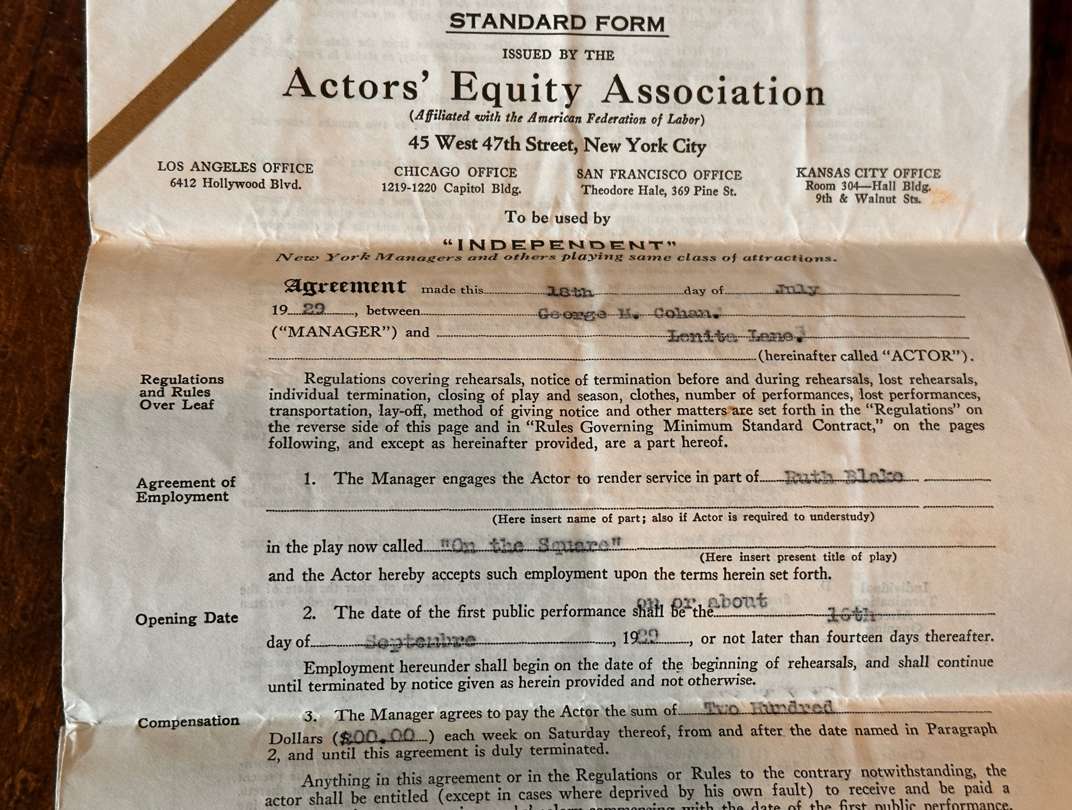 STANDARD FORM
ISSUED BY THE
Actors' Equity Association
(Affiliated with the American Federation of Labor)
45 West 47th Street, New York City
LOS ANGELES OFFICE
6412 Hollywood Blvd.
CHICAGO OFFICE
1219-1220 Capitol Bldg.
SAN FRANCISCO OFFICE
Theodore Hale, 369 Pine St.
KANSAS CITY OFFICE
Room 304—Hall Bldg.
9th & Walnut Sts.
To be used by
"INDEPENDENT"
New York Managers and others playing same class of attractions.
Agreement made this 18th day of July
19 29, between George M. Cohan.
("MANAGER") and Lenita Lane.
(hereinafter called "ACTOR").
Regulations
and Rules
Over Leaf
Regulations covering rehearsals, notice of termination before and during rehearsals, lost rehearsals,
individual termination, closing of play and season, clothes, number of performances, lost performances,
transportation, lay-off, method of giving notice and other matters are set forth in the "Regulations" on
the reverse side of this page and in "Rules Governing Minimum Standard Contract," on the pages
following, and except as hereinafter provided, are a part hereof.
Agreement of
Employment
1. The Manager engages the Actor to render service in part of Ruth Blake
(Here insert name of part; also if Actor is required to understudy)
in the play now called "On the Square"
(Here insert present title of play)
and the Actor hereby accepts such employment upon the terms herein set forth.
Opening Date
on or about
2. The date of the first public performance shall be the 16th
day of Septembre, 1929, or not later than fourteen days thereafter.
Employment hereunder shall begin on the date of the beginning of rehearsals, and shall continue
until terminated by notice given as herein provided and not otherwise.
Compensation
3. The Manager agrees to pay the Actor the sum of Two Hundred
Dollars ($00.00) each week on Saturday thereof, from and after the date named in Paragraph
2, and until this agreement is duly terminated.
Anything in this agreement or in the Regulations or Rules to the contrary notwithstanding, the
actor shall be entitled (except in cases where deprived by his own fault) to receive and be paid a
commencing with the date of the first public performance,